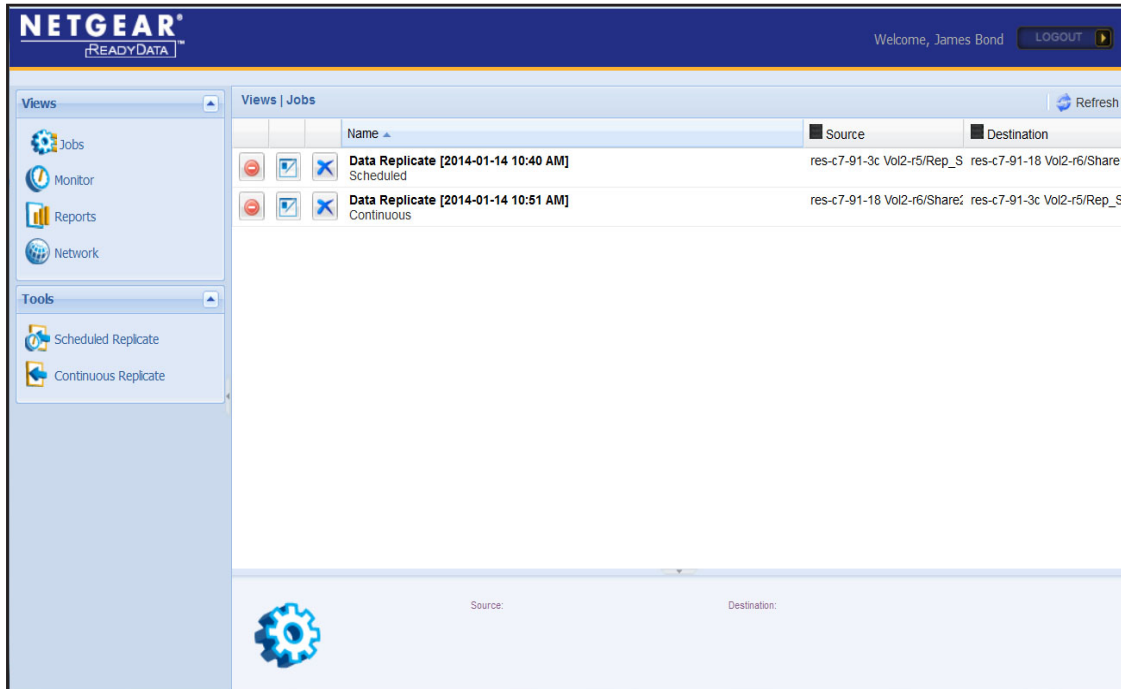 NETGEAR®
READYDATA™
Welcome, James Bond
LOGOUT
Views
Jobs
Monitor
Reports
Network
Tools
Scheduled Replicate
Continuous Replicate
Views | Jobs
Refresh
Name Source Destination
Data Replicate [2014-01-14 10:40 AM] res-c7-91-3c Vol2-r5/Rep_S res-c7-91-18 Vol2-r6/Share
Scheduled
Data Replicate [2014-01-14 10:51 AM] res-c7-91-18 Vol2-r6/Share2 res-c7-91-3c Vol2-r5/Rep_S
Continuous
Source: Destination: